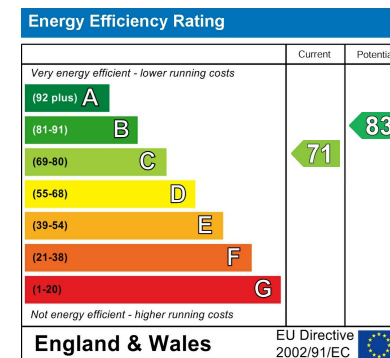 Energy Efficiency Rating
Current
Very energy efficient - lower running costs
(92 plus) A
(81-91) B
83
(69-80) C
71
(55-68) D
(39-54) E
(21-38) F
(1-20) G
Not energy efficient - higher running costs
England & Wales
EU Directive
2002/91/EC